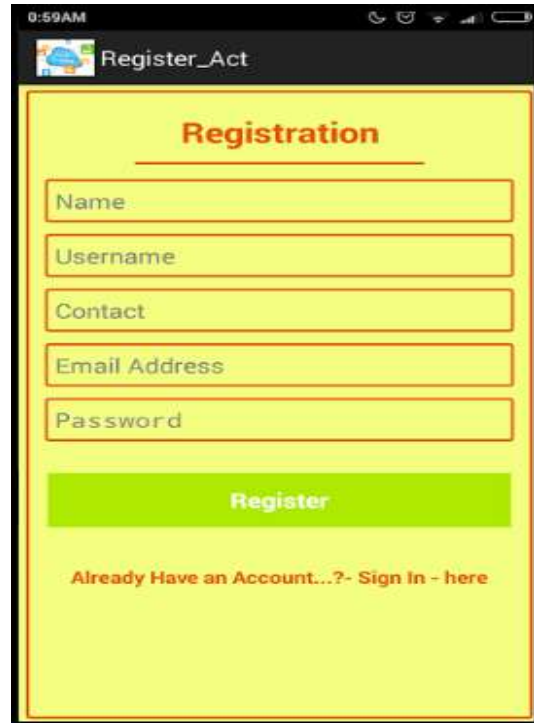 0:59AM
Register_Act
Registration
Name
Username
Contact
Email Address
Password
Register
Already Have an Account...?- Sign In - here